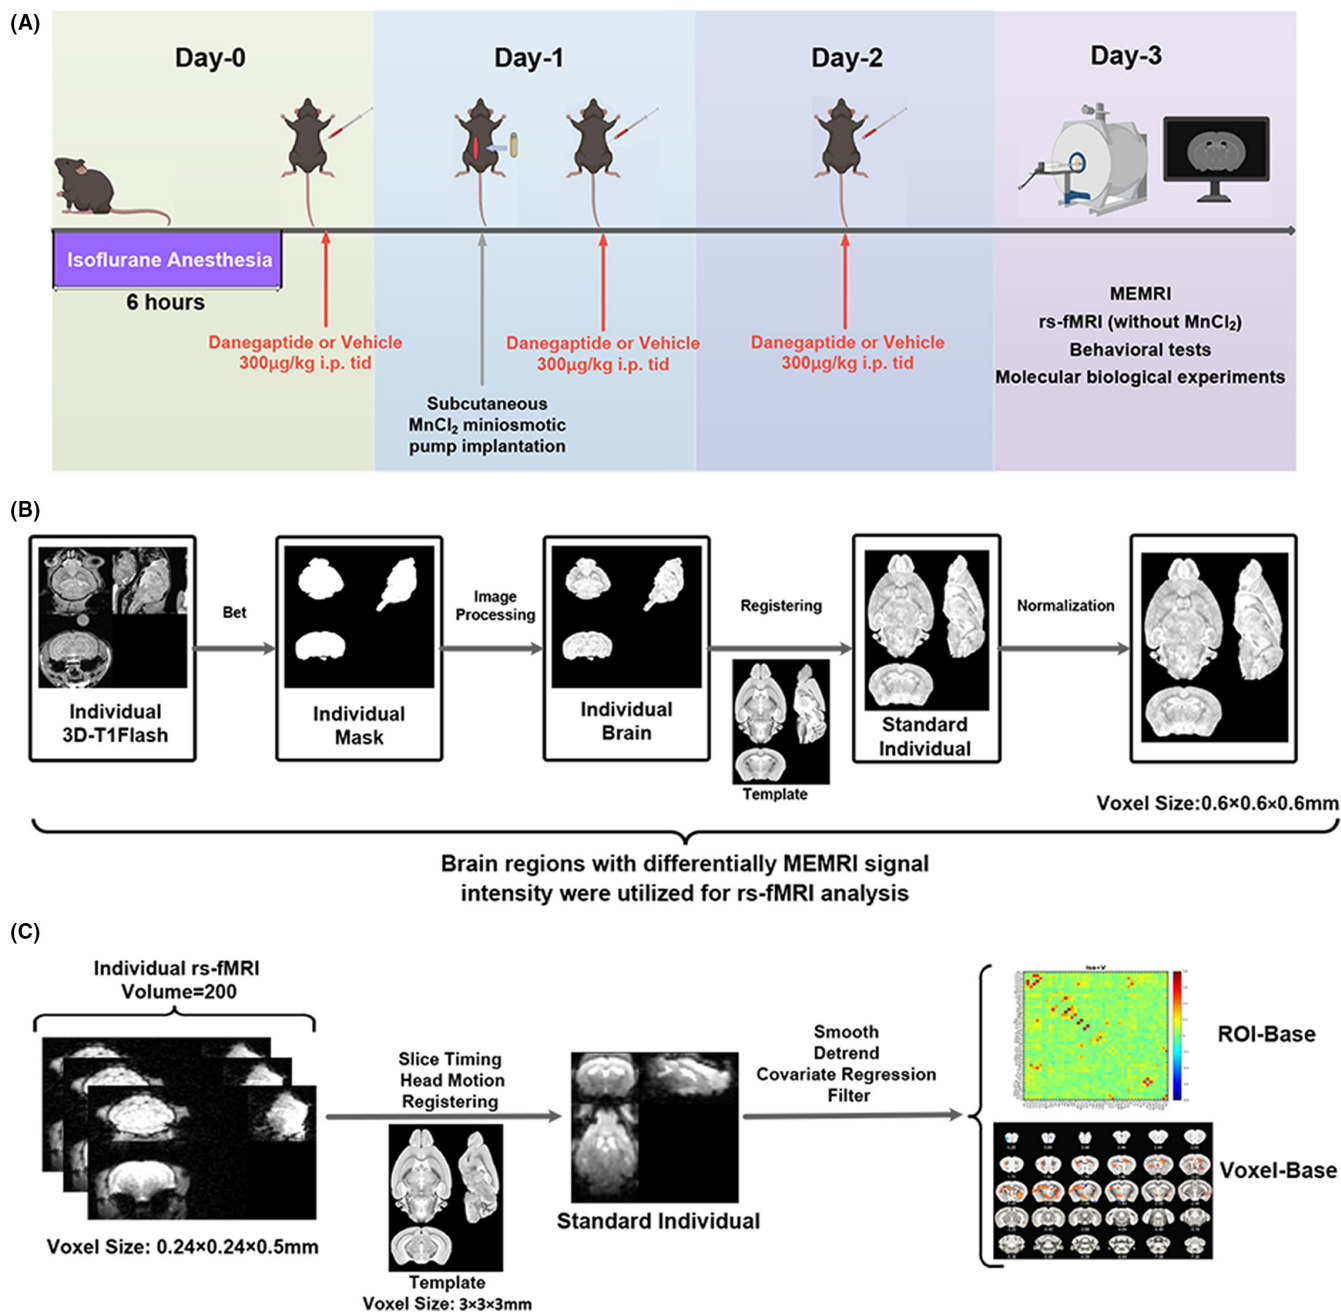 (A)
Day-0
Day-1
Day-2
Day-3
Isoflurane Anesthesia
6 hours
Danegaptide or Vehicle
300μg/kg i.p. tid
Subcutaneous
MnCl₂ miniosmotic
pump implantation
Danegaptide or Vehicle
300μg/kg i.p. tid
Danegaptide or Vehicle
300μg/kg i.p. tid
MEMRI
rs-fMRI (without MnCl₂)
Behavioral tests
Molecular biological experiments
(B)
Individual
3D-T1Flash
Bet
Individual
Mask
Image
Processing
Individual
Brain
Registering
Template
Standard
Individual
Normalization
Voxel Size:0.6×0.6×0.6mm
Brain regions with differentially MEMRI signal
intensity were utilized for rs-fMRI analysis
(C)
Individual rs-fMRI
Volume=200
Voxel Size: 0.24×0.24×0.5mm
Slice Timing
Head Motion
Registering
Template
Voxel Size: 3×3×3mm
Standard Individual
Smooth
Detrend
Covariate Regression
Filter
Iso+V
ROI-Base
Voxel-Base